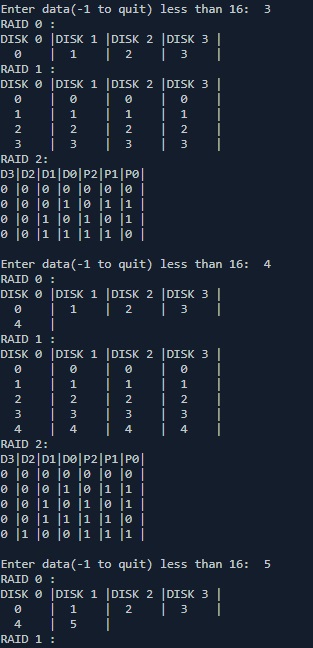 Enter data(-1 to quit) less than 16:  3
RAID 0 :
DISK 0 |DISK 1 |DISK 2 |DISK 3 |
  0    |  1    |  2    |  3    |
RAID 1 :
DISK 0 |DISK 1 |DISK 2 |DISK 3 |
  0    |  0    |  0    |  0    |
  1    |  1    |  1    |  1    |
  2    |  2    |  2    |  2    |
  3    |  3    |  3    |  3    |
RAID 2:
D3|D2|D1|D0|P2|P1|P0|
0 |0 |0 |0 |0 |0 |0 |
0 |0 |0 |1 |0 |1 |1 |
0 |0 |1 |0 |1 |0 |1 |
0 |0 |1 |1 |1 |1 |0 |
Enter data(-1 to quit) less than 16:  4
RAID 0 :
DISK 0 |DISK 1 |DISK 2 |DISK 3 |
  0    |  1    |  2    |  3    |
  4    |
RAID 1 :
DISK 0 |DISK 1 |DISK 2 |DISK 3 |
  0    |  0    |  0    |  0    |
  1    |  1    |  1    |  1    |
  2    |  2    |  2    |  2    |
  3    |  3    |  3    |  3    |
  4    |  4    |  4    |  4    |
RAID 2:
D3|D2|D1|D0|P2|P1|P0|
0 |0 |0 |0 |0 |0 |0 |
0 |0 |0 |1 |0 |1 |1 |
0 |0 |1 |0 |1 |0 |1 |
0 |0 |1 |1 |1 |1 |0 |
0 |1 |0 |0 |1 |1 |1 |
Enter data(-1 to quit) less than 16:  5
RAID 0 :
DISK 0 |DISK 1 |DISK 2 |DISK 3 |
  0    |  1    |  2    |  3    |
  4    |  5    |
RAID 1 :